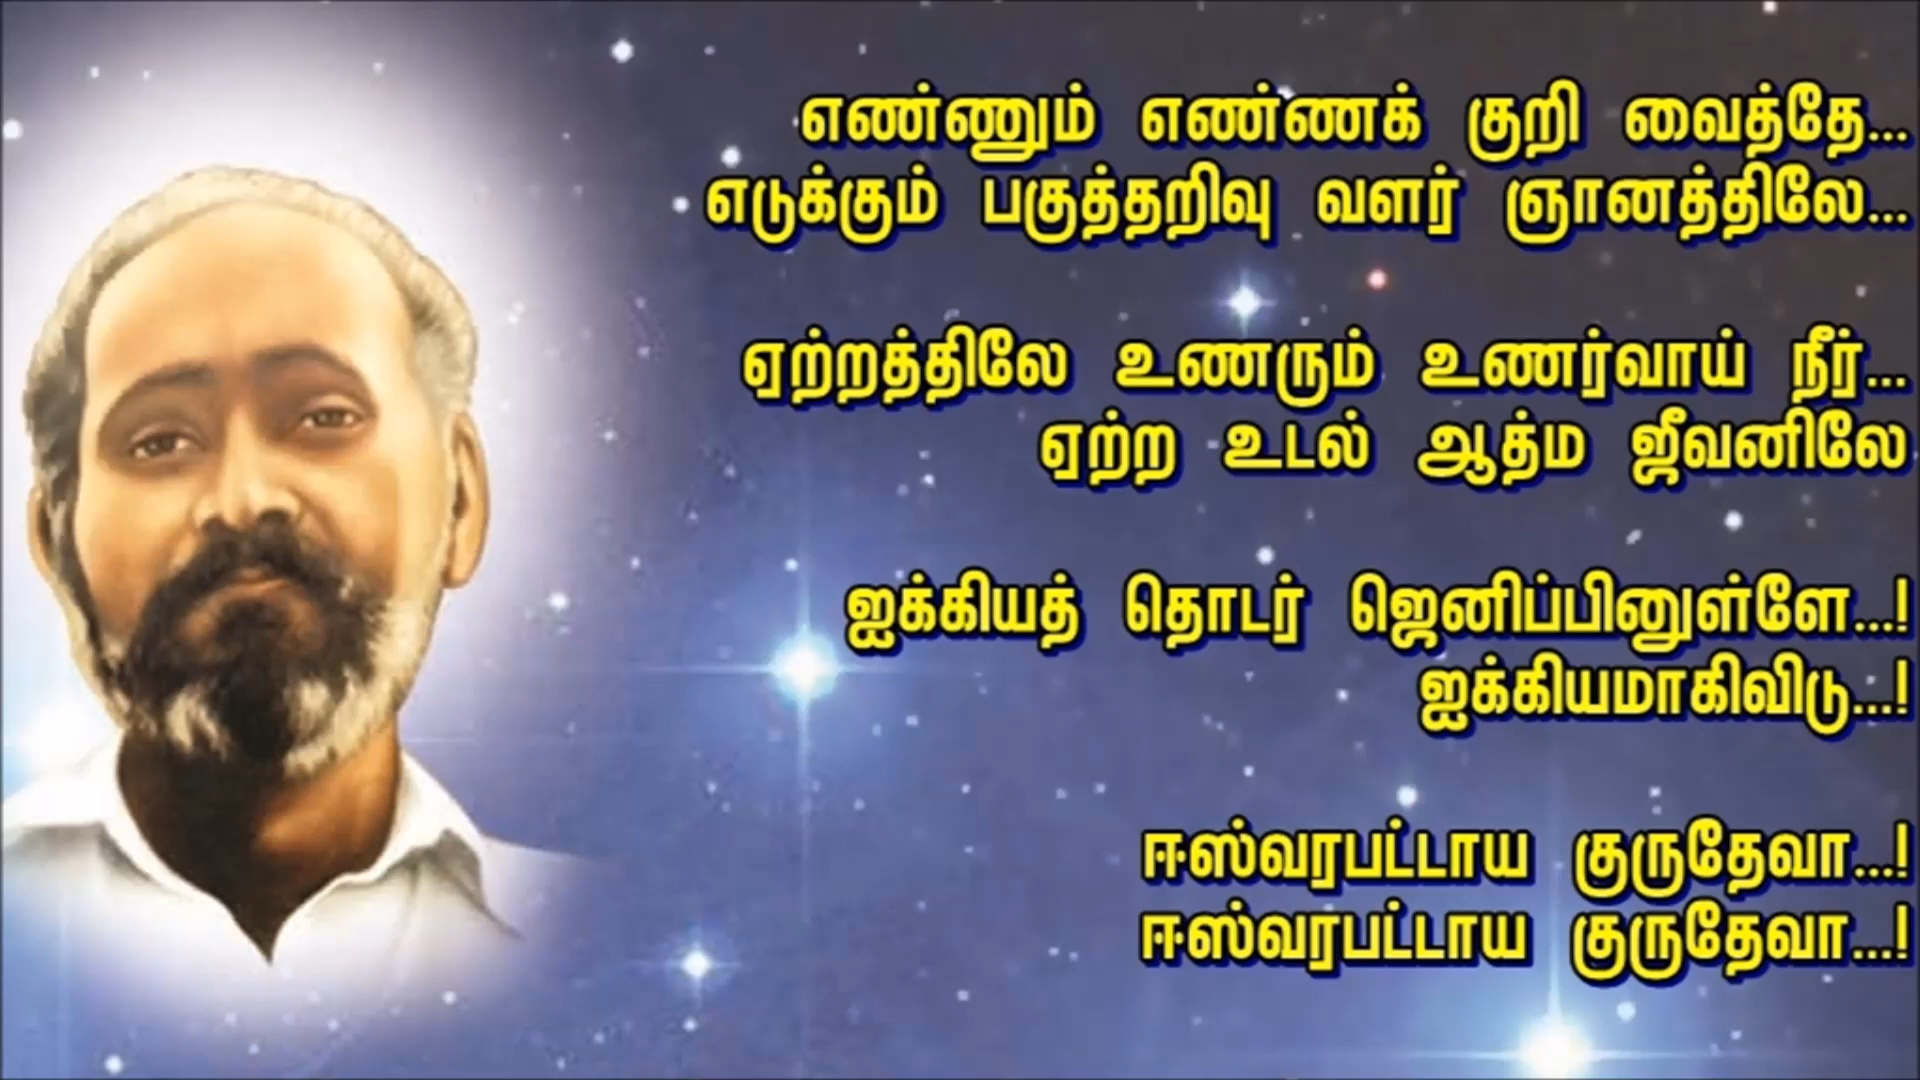 எண்ணும் எண்ணக் குறி வைத்தே...
எடுக்கும் பகுத்தறிவு வளர் ஞானத்திலே...
ஏற்றத்திலே உணரும் உணர்வாய் நீர்...
ஏற்ற உடல் ஆத்ம ஜீவனிலே
ஐக்கியத் தொடர் ஜெனிப்பினுள்ளே...!
ஐக்கியமாகிவிடு...!
ஈஸ்வரபட்டாய குருதேவா...!
ஈஸ்வரபட்டாய குருதேவா...!